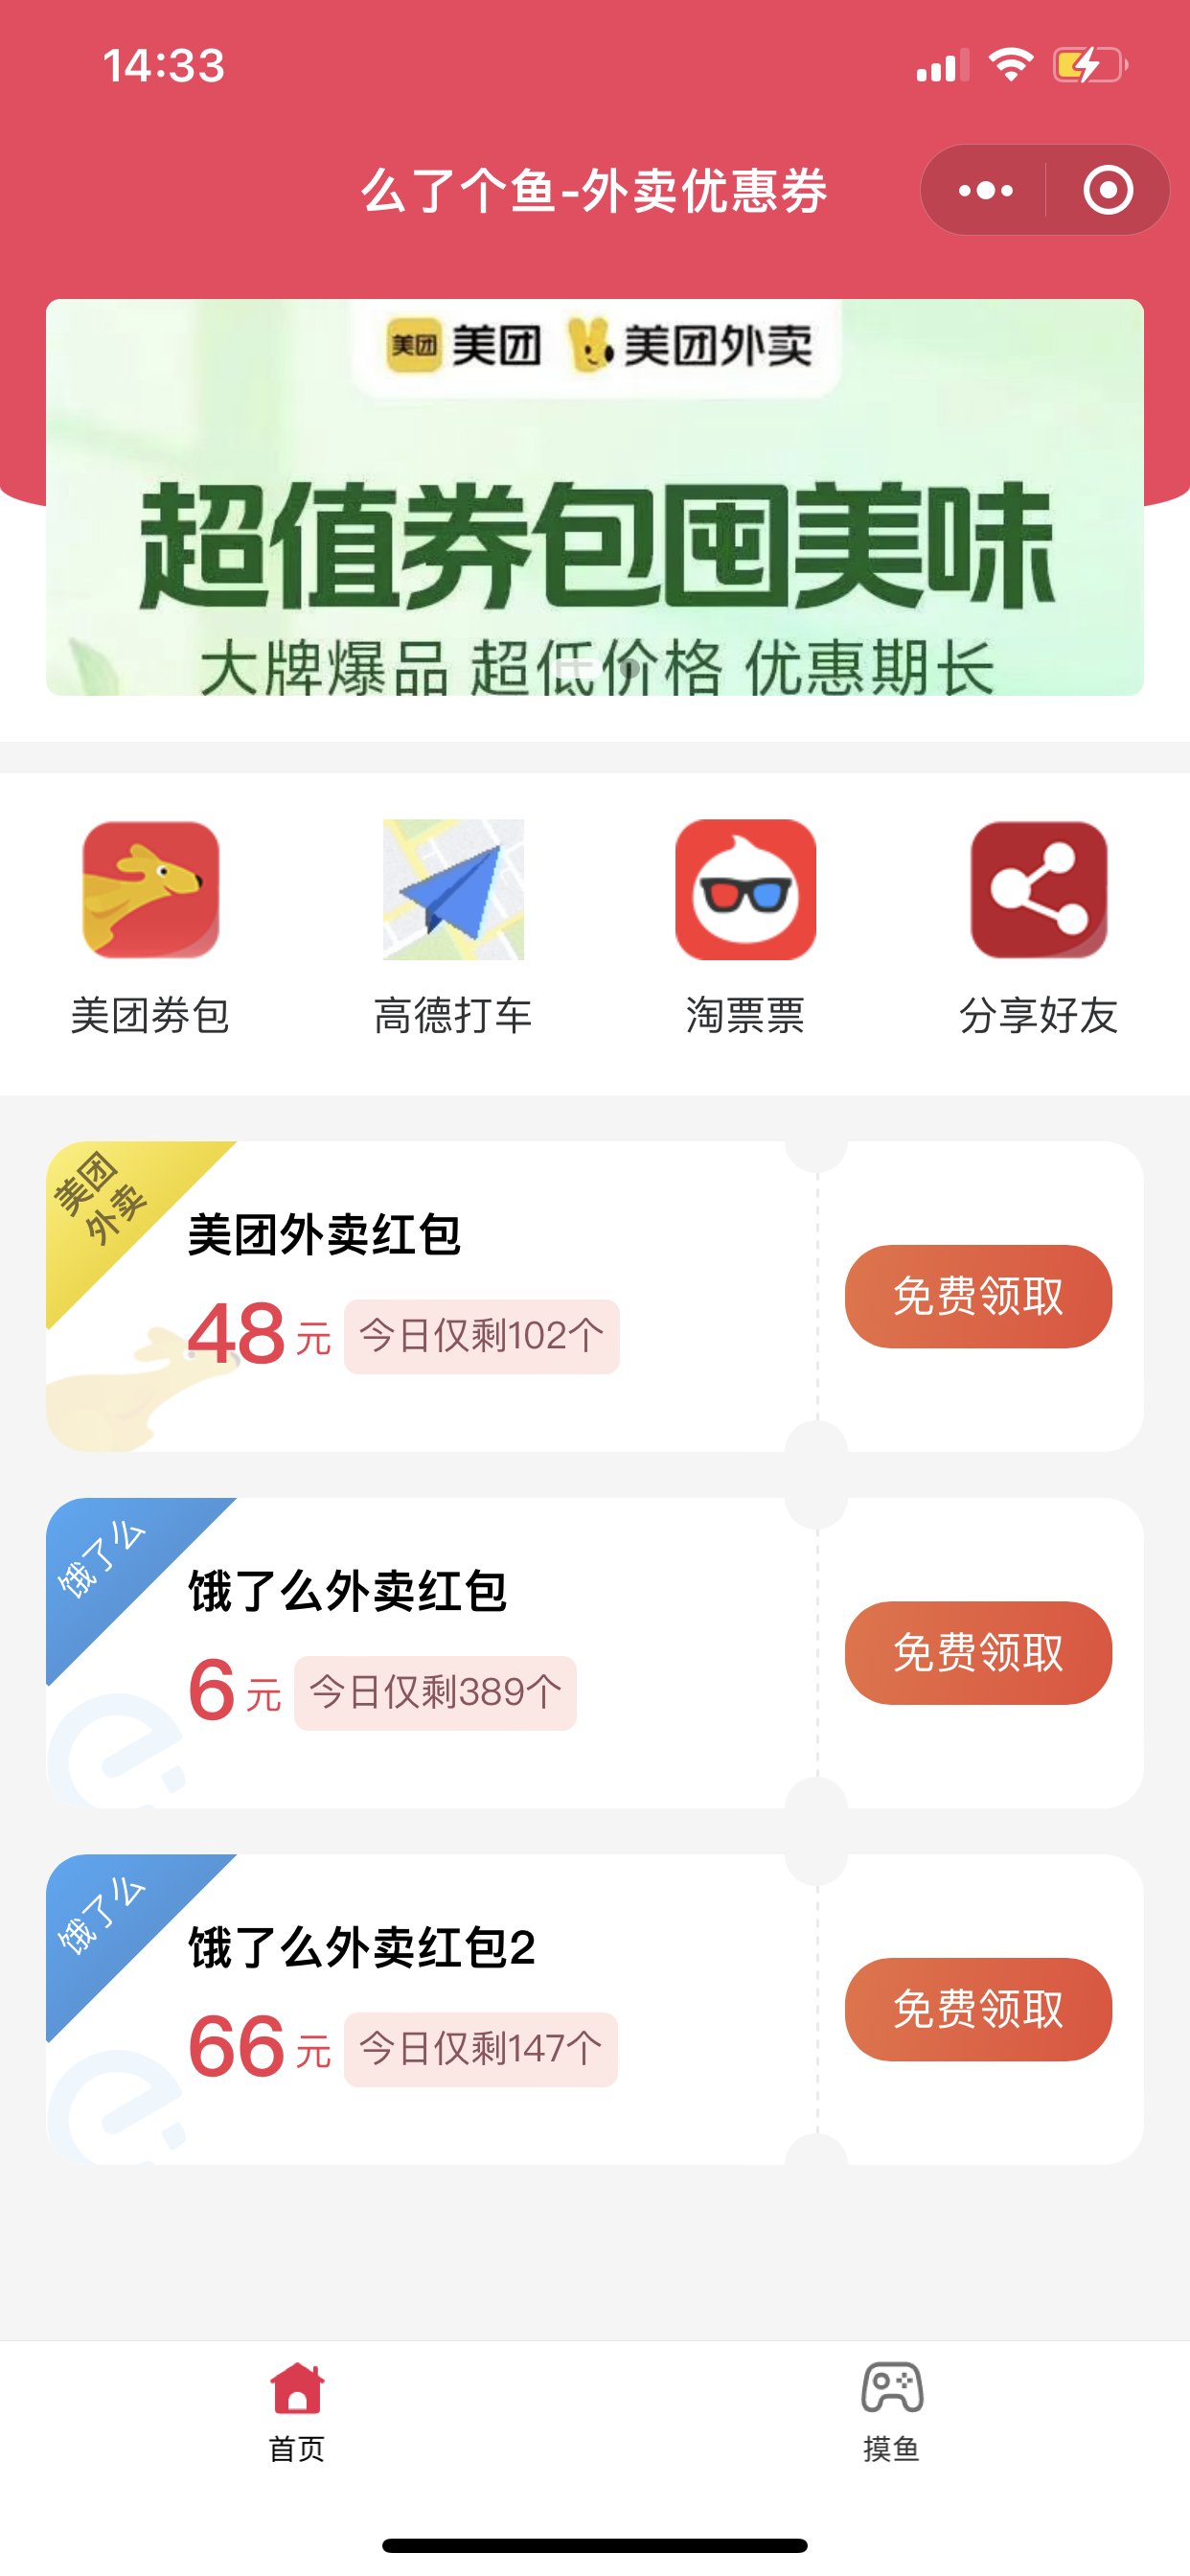 14:33
么了个鱼-外卖优惠券
美团 美团 美团外卖
超值券包囤美味
大牌爆品 超低价格 优惠期长
美团券包
高德打车
淘票票
分享好友
美团
外卖
美团外卖红包
48 元 今日仅剩102个
免费领取
饿了么
饿了么外卖红包
6 元 今日仅剩389个
免费领取
饿了么
饿了么外卖红包2
66 元 今日仅剩147个
免费领取
首页
摸鱼